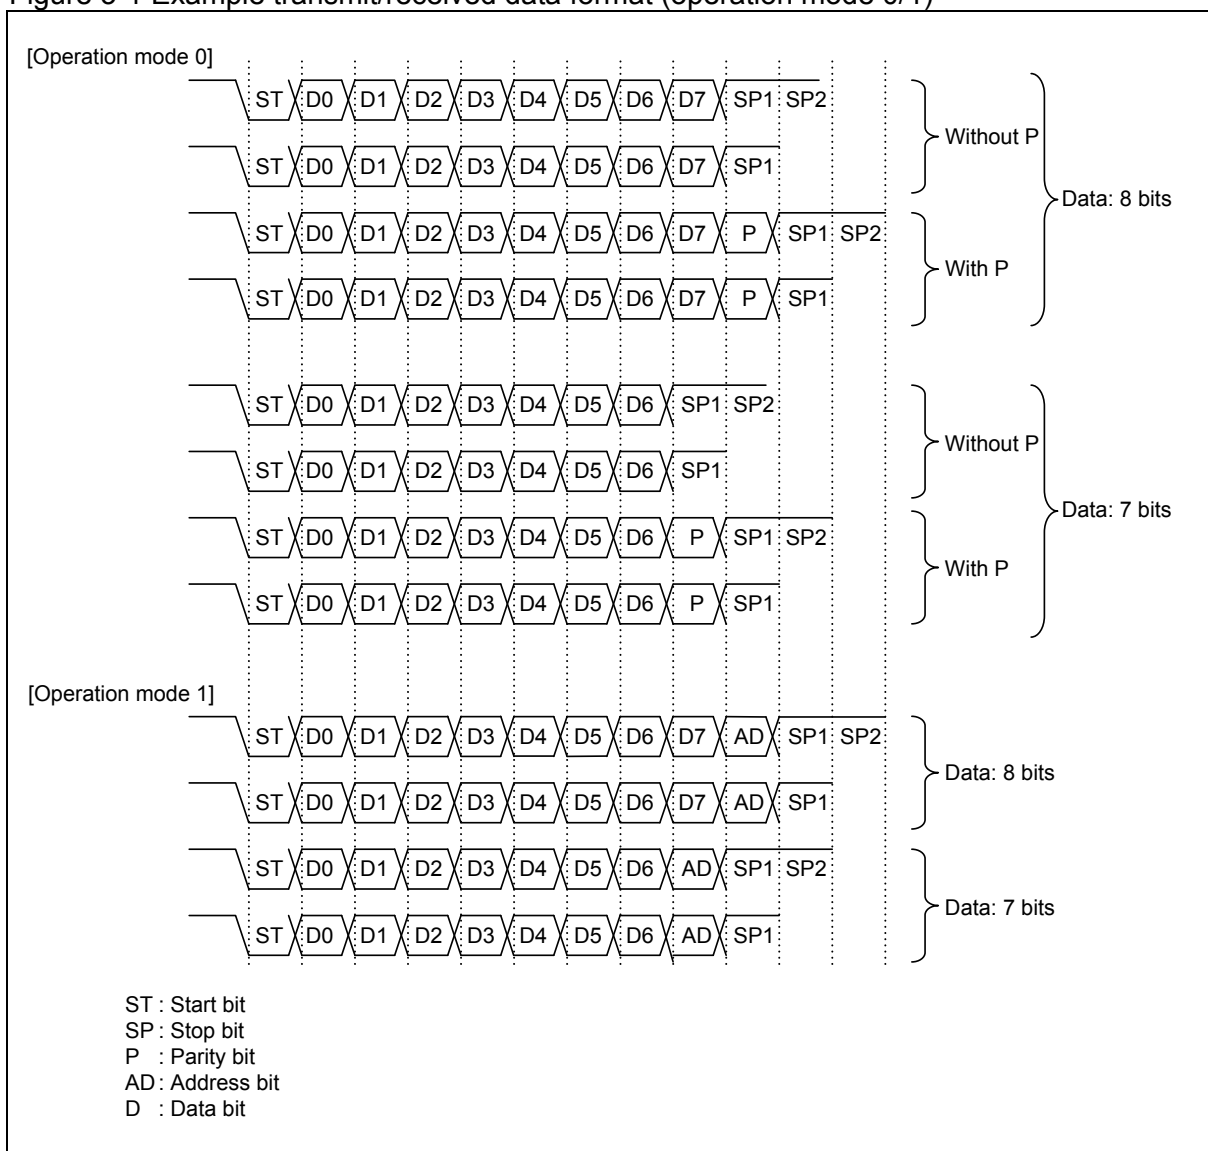 Figure 3-1 Example transmit/received data format (operation mode 0/1)
[Operation mode 0]
ST D0 D1 D2 D3 D4 D5 D6 D7 SP1 SP2
Without P
ST D0 D1 D2 D3 D4 D5 D6 D7 SP1
Data: 8 bits
ST D0 D1 D2 D3 D4 D5 D6 D7 P SP1 SP2
With P
ST D0 D1 D2 D3 D4 D5 D6 D7 P SP1
ST D0 D1 D2 D3 D4 D5 D6 SP1 SP2
Without P
ST D0 D1 D2 D3 D4 D5 D6 SP1
Data: 7 bits
ST D0 D1 D2 D3 D4 D5 D6 P SP1 SP2
With P
ST D0 D1 D2 D3 D4 D5 D6 P SP1
[Operation mode 1]
ST D0 D1 D2 D3 D4 D5 D6 D7 AD SP1 SP2
Data: 8 bits
ST D0 D1 D2 D3 D4 D5 D6 D7 AD SP1
ST D0 D1 D2 D3 D4 D5 D6 AD SP1 SP2
Data: 7 bits
ST D0 D1 D2 D3 D4 D5 D6 AD SP1
ST : Start bit
SP : Stop bit
P : Parity bit
AD : Address bit
D : Data bit